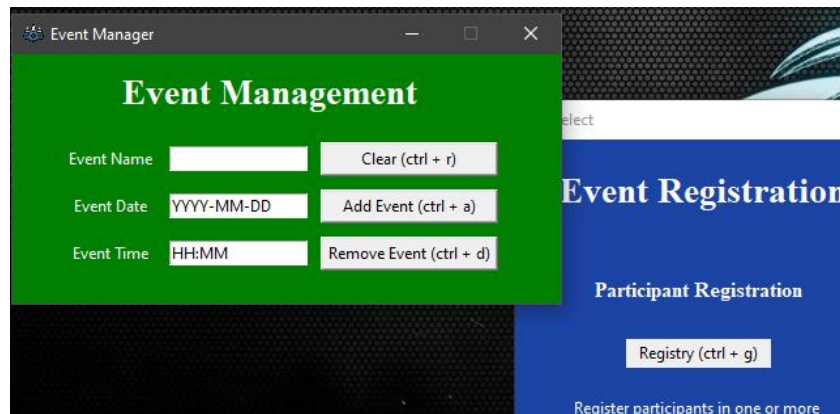 Event Manager
Event Management
Event Name
Clear (ctrl + r)
Event Date
YYYY-MM-DD
Add Event (ctrl + a)
Event Time
HH:MM
Remove Event (ctrl + d)
elect
Event Registration
Participant Registration
Registry (ctrl + g)
Register participants in one or more